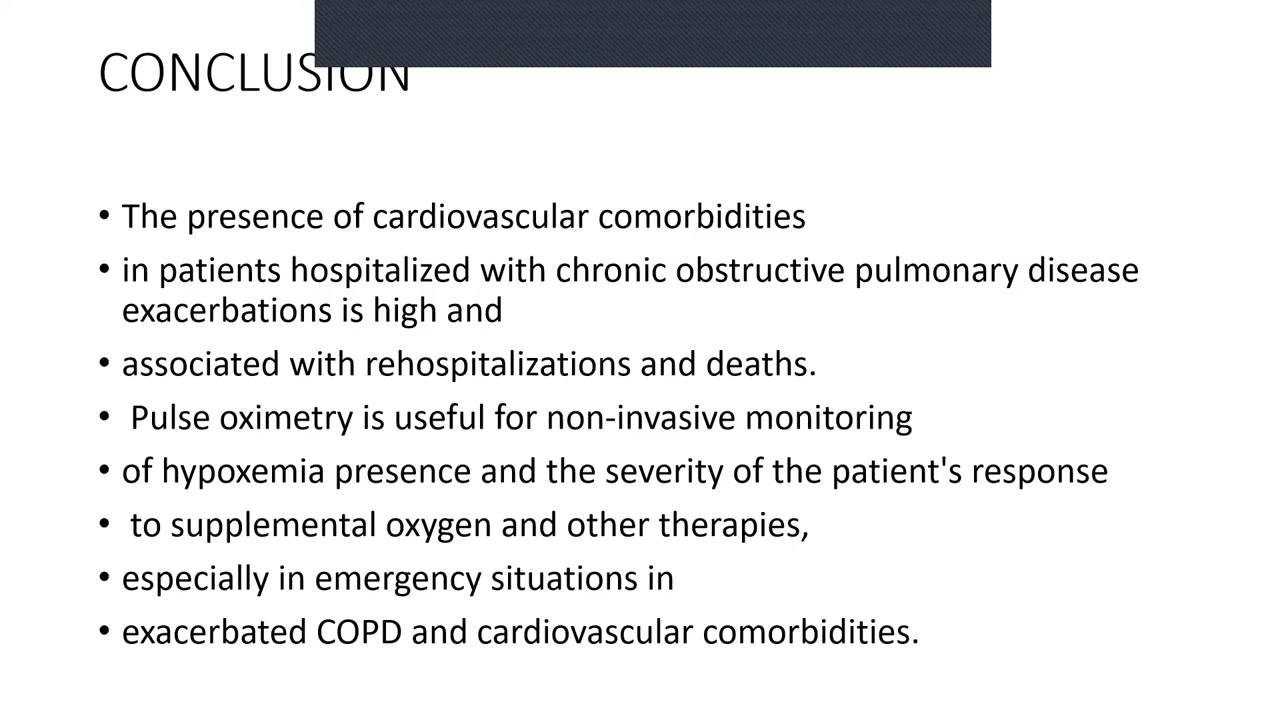 CONCLUSION
• The presence of cardiovascular comorbidities
• in patients hospitalized with chronic obstructive pulmonary disease
exacerbations is high and
• associated with rehospitalizations and deaths.
• Pulse oximetry is useful for non-invasive monitoring
• of hypoxemia presence and the severity of the patient's response
• to supplemental oxygen and other therapies,
• especially in emergency situations in
• exacerbated COPD and cardiovascular comorbidities.